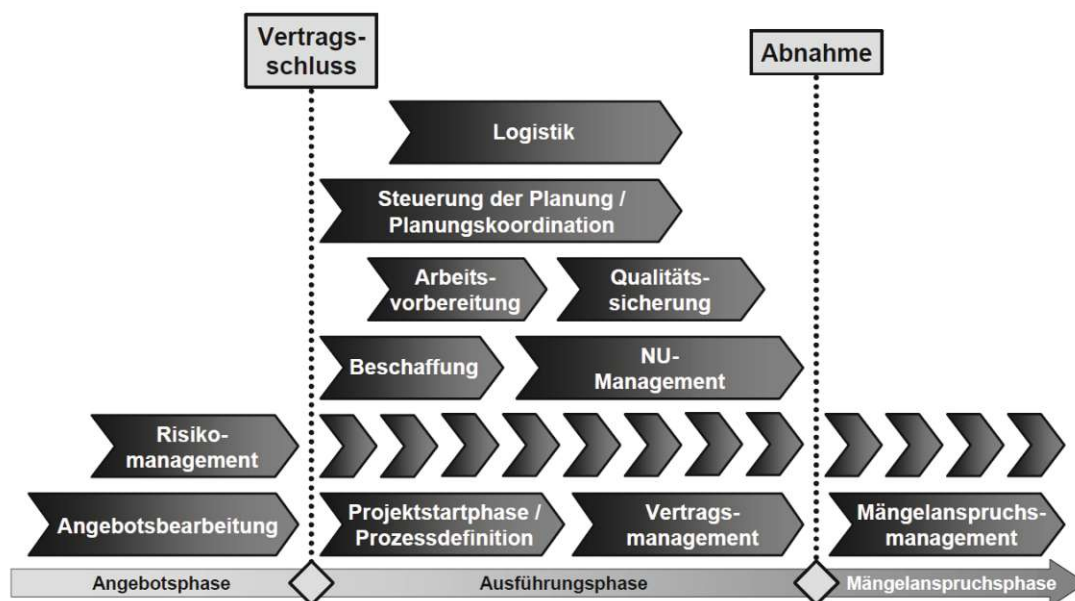 Vertrags-
schluss
Abnahme
Logistik
Steuerung der Planung /
Planungskoordination
Arbeits-
vorbereitung
Qualitäts-
sicherung
Beschaffung
NU-
Management
Risiko-
management
Angebotsbearbeitung
Projektstartphase /
Prozessdefinition
Vertrags-
management
Mängelanspruchs-
management
Angebotsphase
Ausführungsphase
Mängelanspruchsphase